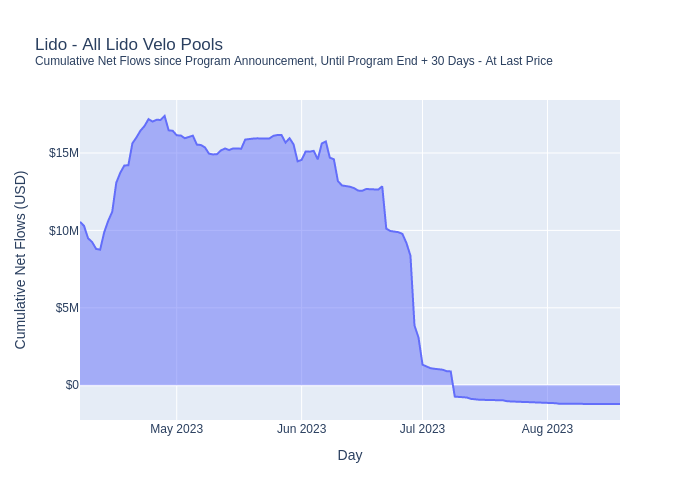 Lido - All Lido Velo Pools
Cumulative Net Flows since Program Announcement, Until Program End + 30 Days - At Last Price
Cumulative Net Flows (USD)
$15M
$10M
$5M
$0
May 2023
Jun 2023
Jul 2023
Aug 2023
Day